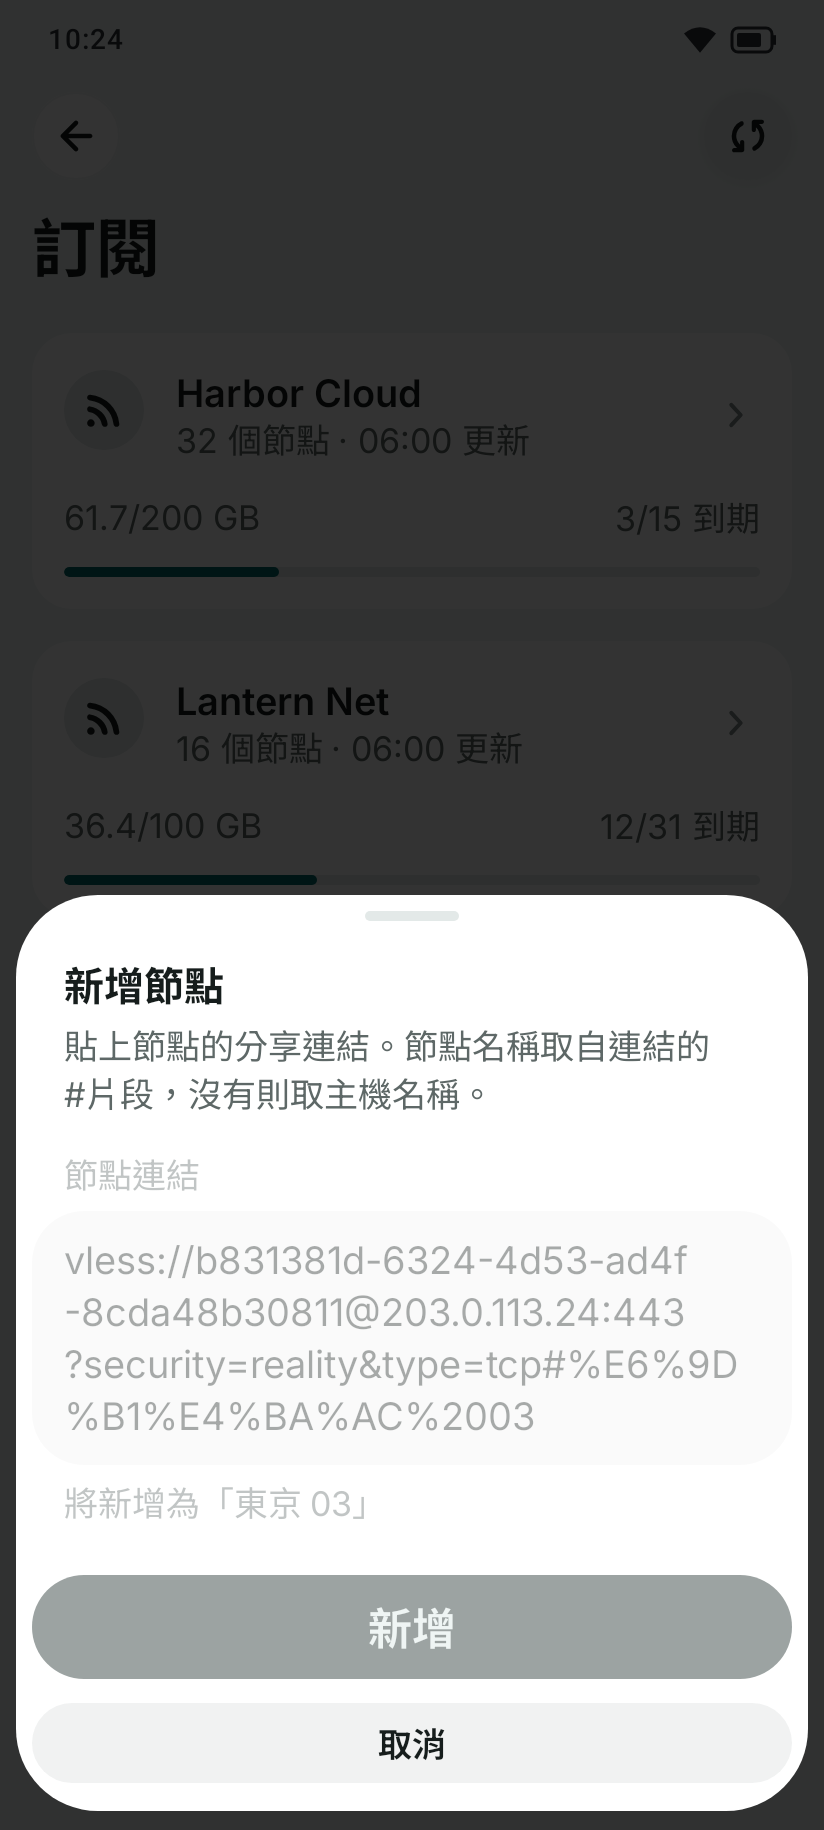 10:24
訂閱
Harbor Cloud
32 個節點 · 06:00 更新
61.7/200 GB
3/15 到期
Lantern Net
16 個節點 · 06:00 更新
36.4/100 GB
12/31 到期
新增節點
貼上節點的分享連結。節點名稱取自連結的
#片段，沒有則取主機名稱。
節點連結
vless://b831381d-6324-4d53-ad4f
-8cda48b30811@203.0.113.24:443
?security=reality&type=tcp#%E6%9D
%B1%E4%BA%AC%2003
將新增為「東京 03」
新增
取消